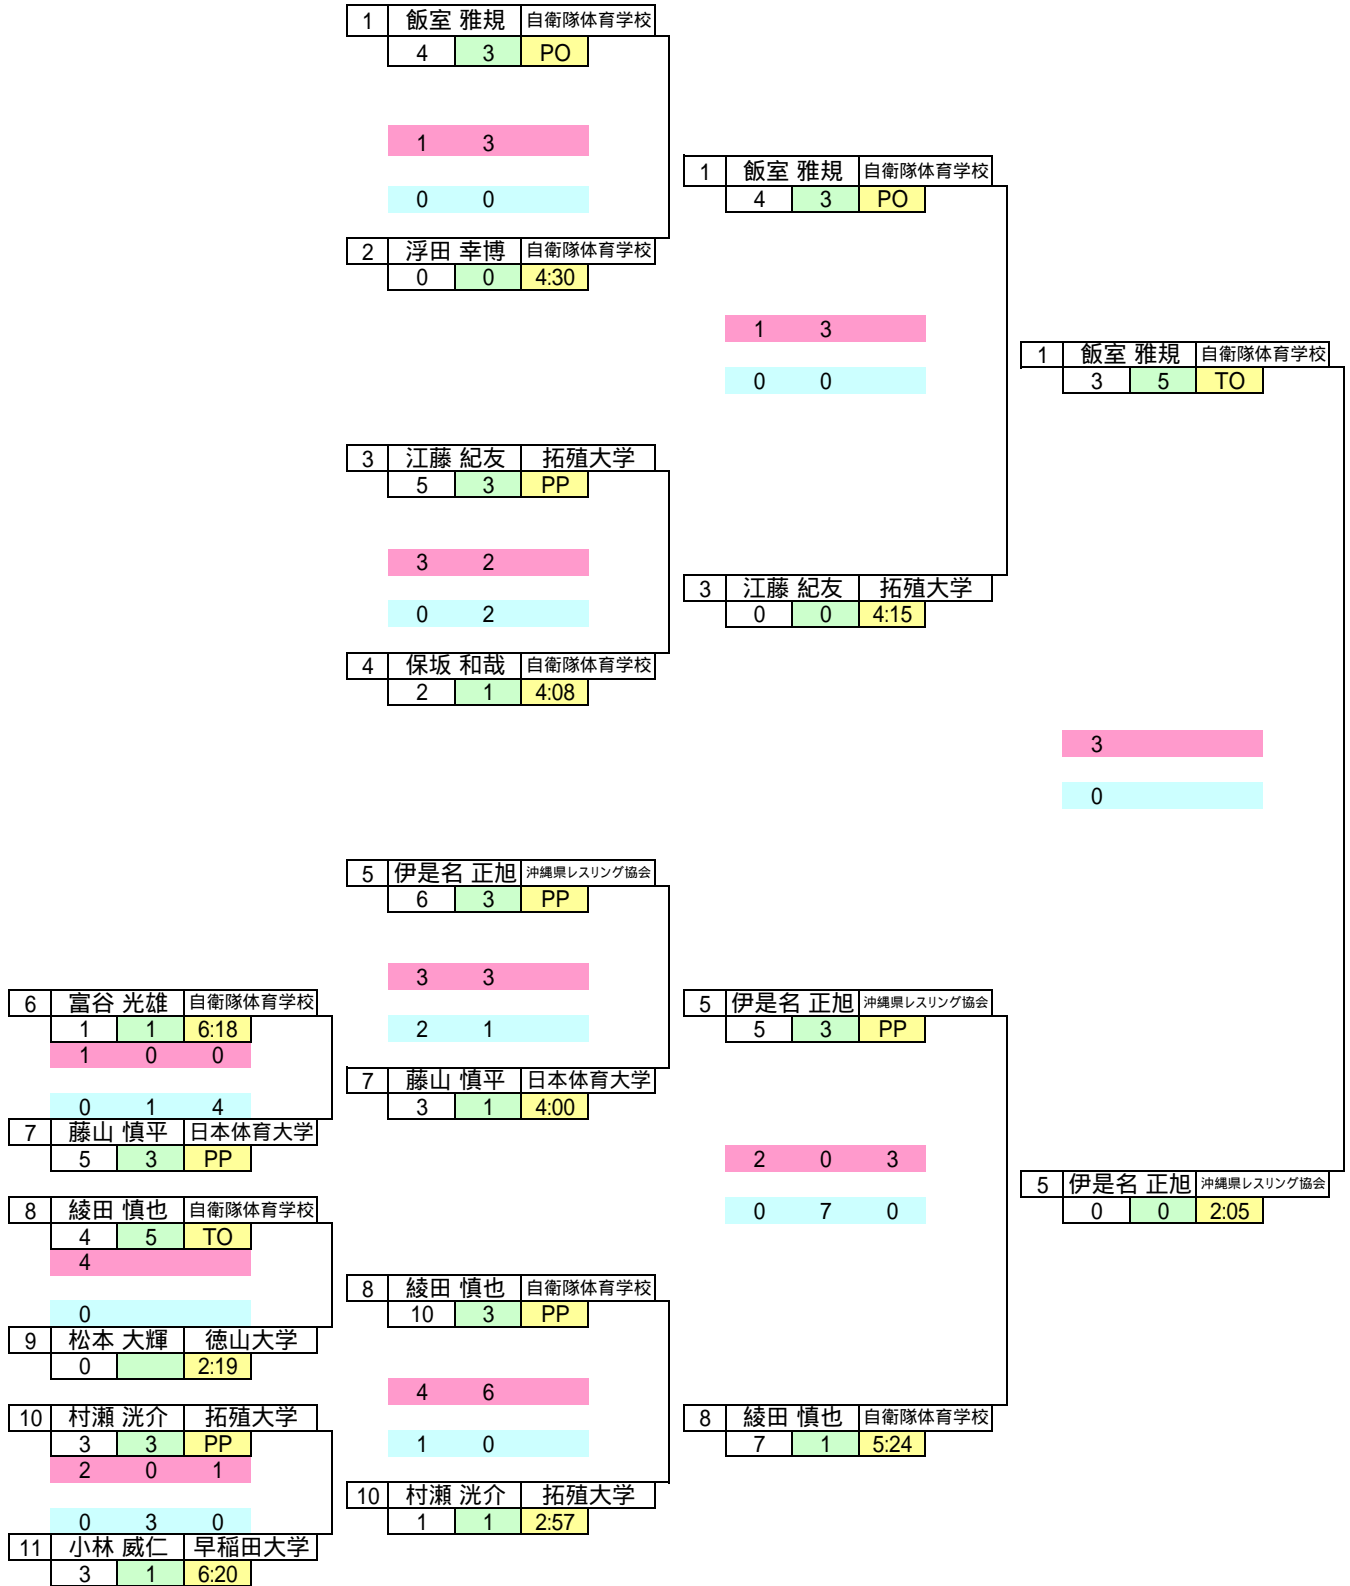 1 飯室 雅規 自衛隊体育学校
4 3 PO
1 3
0 0
2 浮田 幸博 自衛隊体育学校
0 0 4:30
3 江藤 紀友 拓殖大学
5 3 PP
3 2
0 2
4 保坂 和哉 自衛隊体育学校
2 1 4:08
5 伊是名 正旭 沖縄県レスリング協会
6 3 PP
3 3
2 1
7 藤山 慎平 日本体育大学
3 1 4:00
6 富谷 光雄 自衛隊体育学校
1 1 6:18
1 0 0
0 1 4
7 藤山 慎平 日本体育大学
5 3 PP
8 綾田 慎也 自衛隊体育学校
4 5 TO
4
0
9 松本 大輝 徳山大学
0 2:19
10 村瀬 洸介 拓殖大学
3 3 PP
2 0 1
0 3 0
11 小林 威仁 早稲田大学
3 1 6:20
8 綾田 慎也 自衛隊体育学校
10 3 PP
4 6
1 0
10 村瀬 洸介 拓殖大学
1 1 2:57
1 飯室 雅規 自衛隊体育学校
4 3 PO
1 3
0 0
3 江藤 紀友 拓殖大学
0 0 4:15
5 伊是名 正旭 沖縄県レスリング協会
5 3 PP
2 0 3
0 7 0
8 綾田 慎也 自衛隊体育学校
7 1 5:24
1 飯室 雅規 自衛隊体育学校
3 5 TO
3
0
5 伊是名 正旭 沖縄県レスリング協会
0 0 2:05